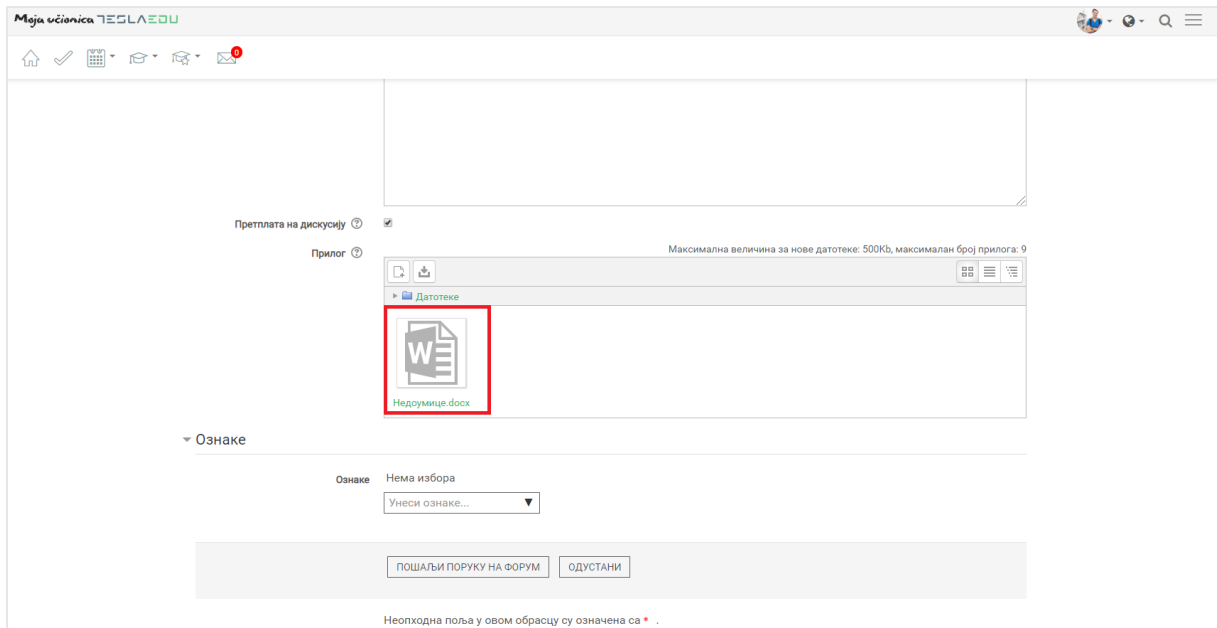 Moja učionica TESLAEDU
0
Претплата на дискусију
Прилог
Максимална величина за нове датотеке: 500Kb, максималан број прилога: 9
Датотеке
W
Недоумице.docx
Ознаке
Ознаке Нема избора
Унеси ознаке...
ПОШАЉИ ПОРУКУ НА ФОРУМ ОДУСТАНИ
Неопходна поља у овом обрасцу су означена са * .